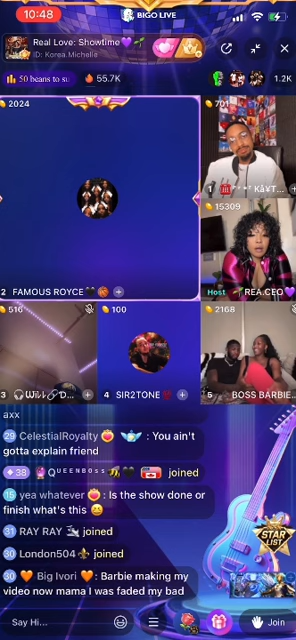 10:48
BIGO LIVE
Real Love: Showtime💜🌱
ID: Korea.Michelle
50 beans to su
🔥 55.7K
1.2K
2024
701
1
15309
Host REA.CEO💜
2 FAMOUS ROYCE🖤🏀
516
100
2168
3
4 SIR2TONE
5 BOSS BARBIE...
axx
29 CelestialRoyalty : You ain't
gotta explain friend
38 Qᵁᴱᴱᴺᴮᴼˢˢ joined
15 yea whatever : Is the show done or
finish what's this 😄
31 RAY RAY joined
30 London504⚜️ joined
30 🧡 Big Ivori 🧡 : Barbie making my
video now mama I was faded my bad
STAR
LIST
Say Hi...
Join